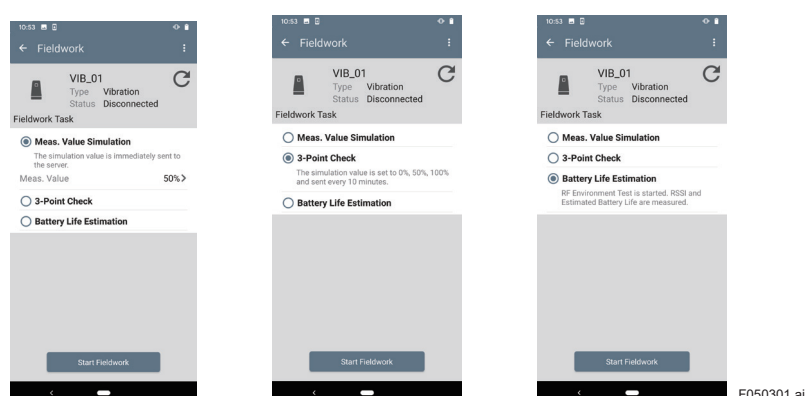 10:53
Fieldwork
VIB_01
Type Vibration
Status Disconnected
Fieldwork Task
Meas. Value Simulation
The simulation value is immediately sent to
the server.
Meas. Value 50%
3-Point Check
Battery Life Estimation
Start Fieldwork
10:53
Fieldwork
VIB_01
Type Vibration
Status Disconnected
Fieldwork Task
Meas. Value Simulation
3-Point Check
The simulation value is set to 0%, 50%, 100%
and sent every 10 minutes.
Battery Life Estimation
Start Fieldwork
10:53
Fieldwork
VIB_01
Type Vibration
Status Disconnected
Fieldwork Task
Meas. Value Simulation
3-Point Check
Battery Life Estimation
RF Environment Test is started. RSSI and
Estimated Battery Life are measured.
Start Fieldwork
F050301.ai